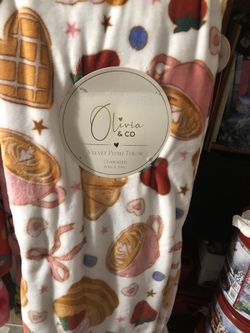 Olivia
& CO
VELVET PLUSH THROW
OVERSIZED